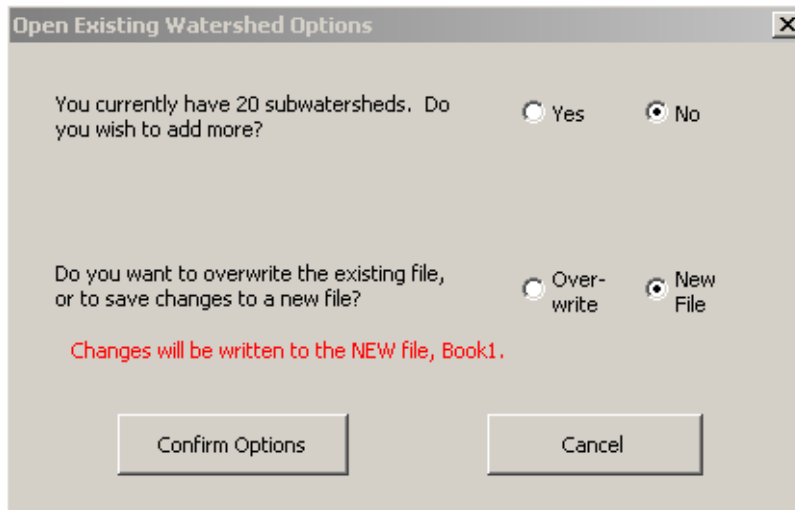 Open Existing Watershed Options
You currently have 20 subwatersheds. Do
you wish to add more?
Yes
No
Do you want to overwrite the existing file,
or to save changes to a new file?
Over-
write
New
File
Changes will be written to the NEW file, Book1.
Confirm Options
Cancel